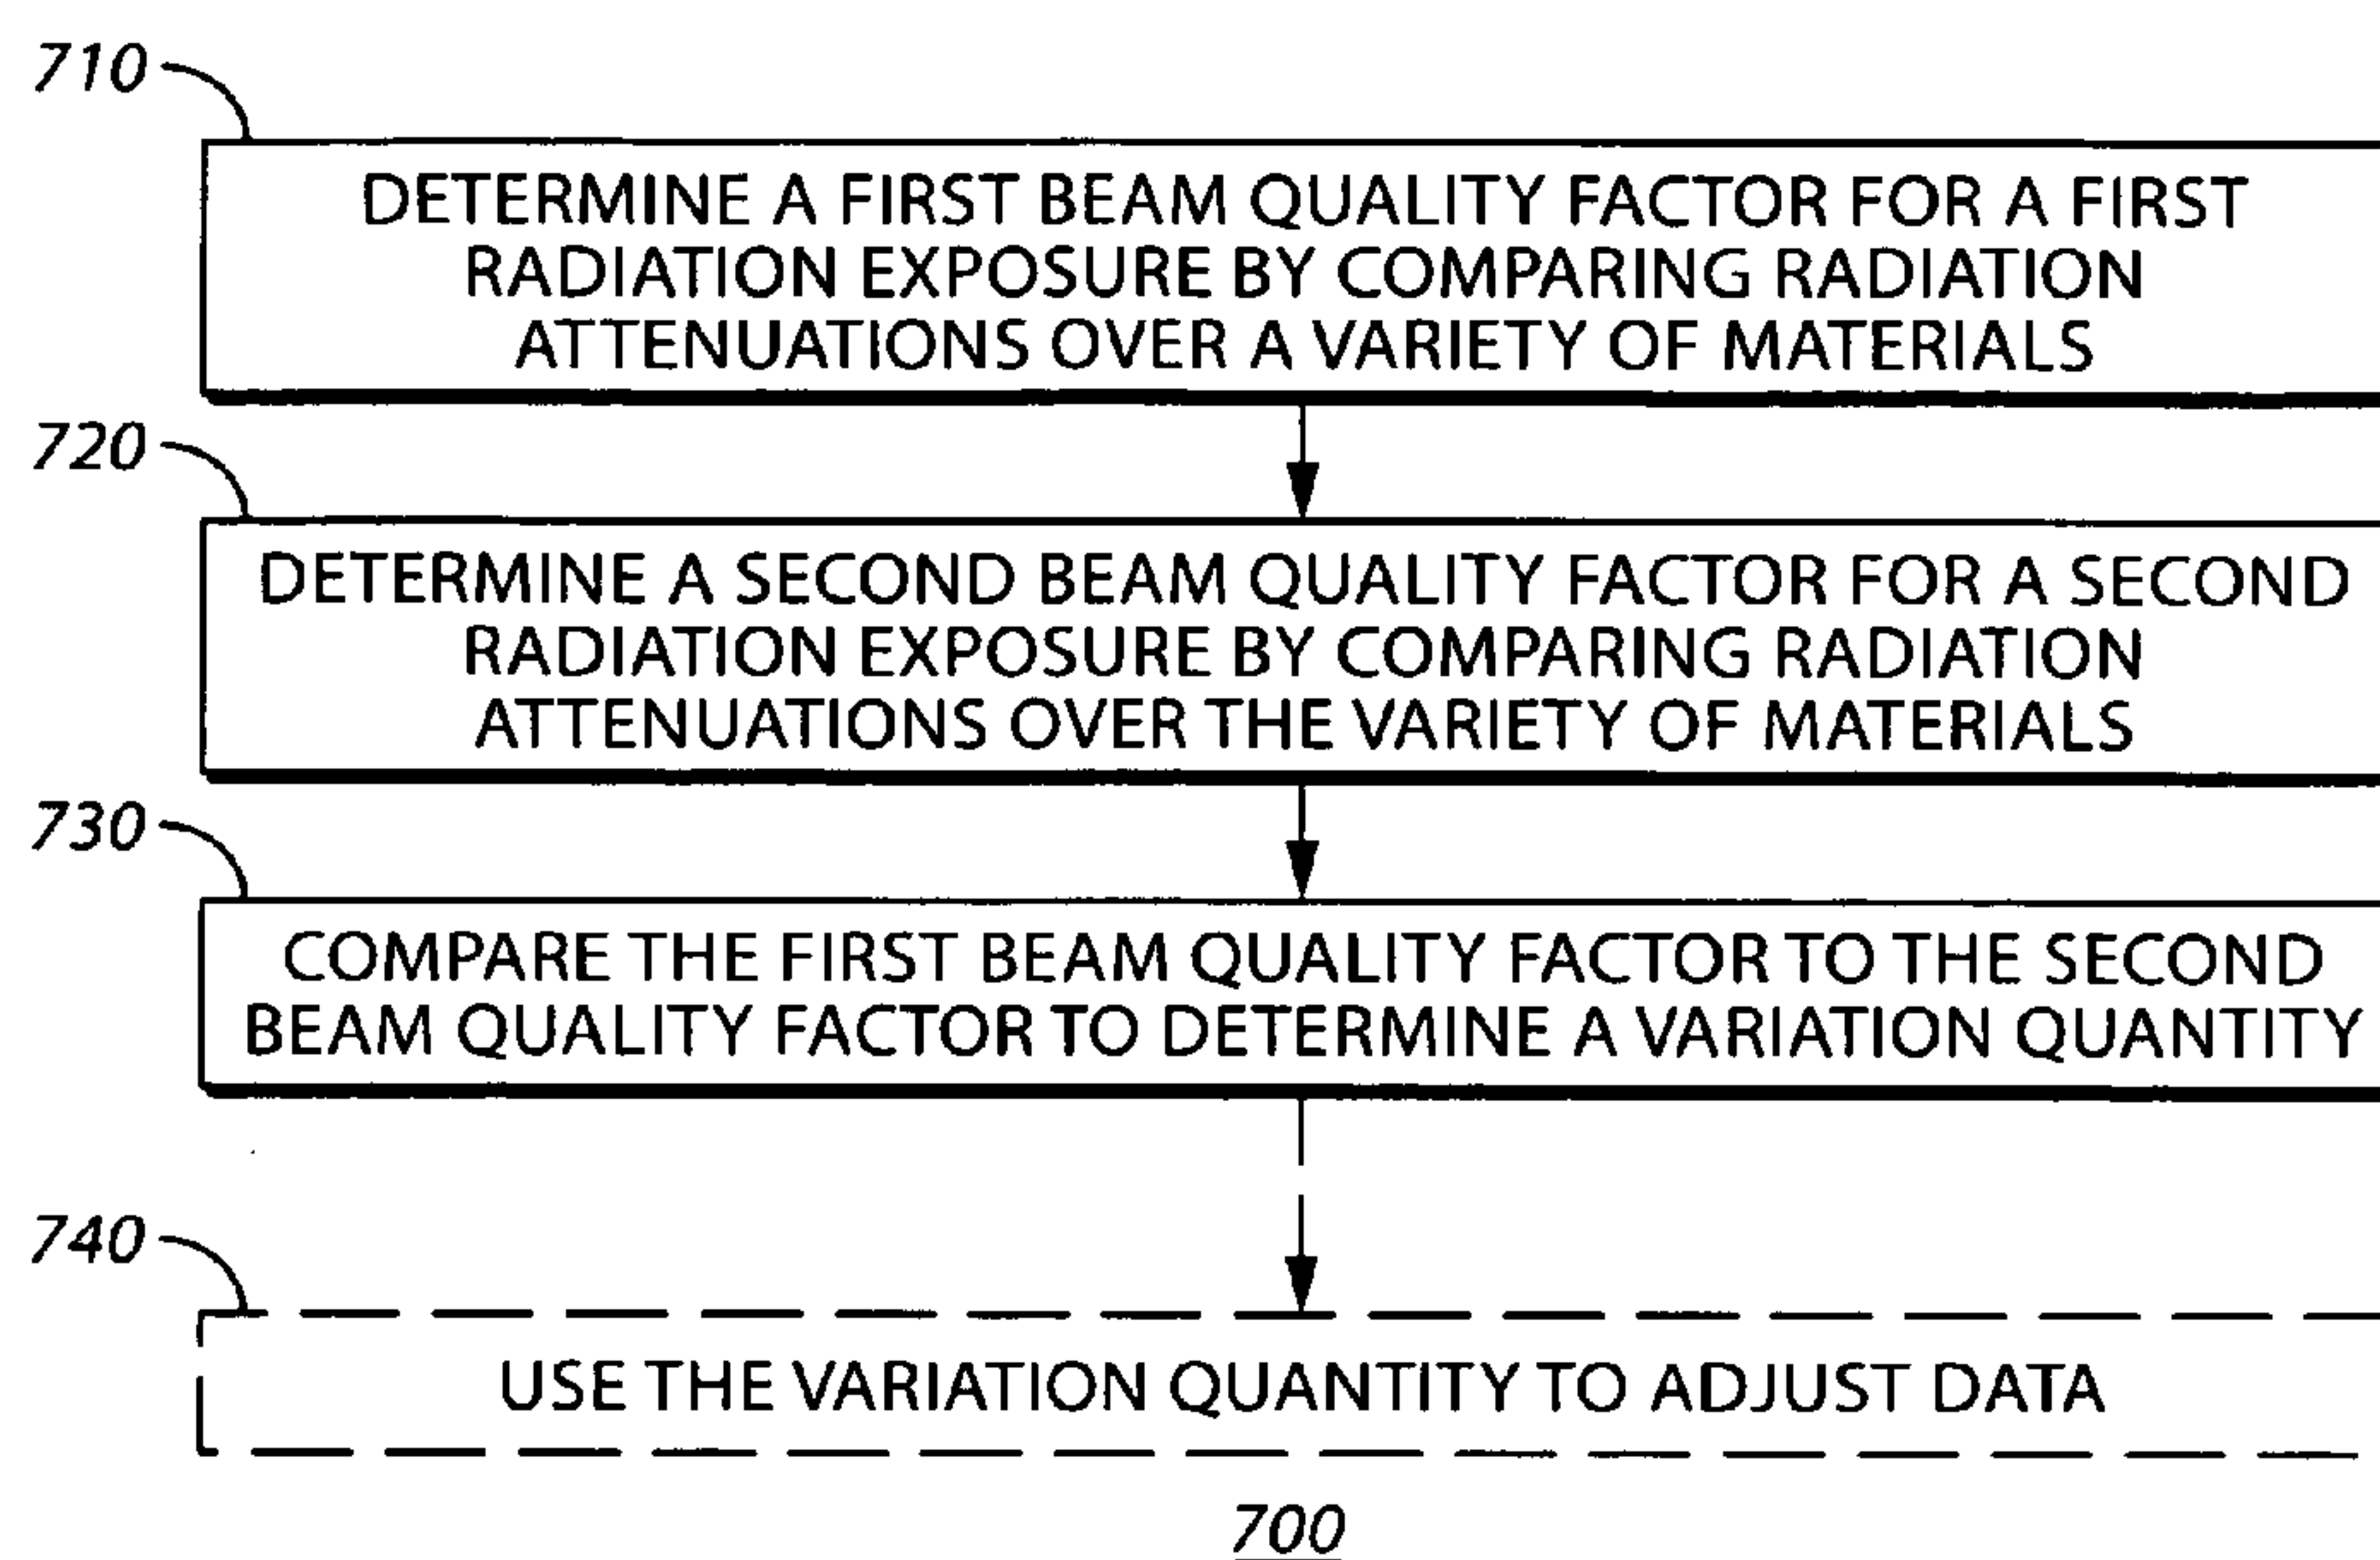 710
DETERMINE A FIRST BEAM QUALITY FACTOR FOR A FIRST
RADIATION EXPOSURE BY COMPARING RADIATION
ATTENUATIONS OVER A VARIETY OF MATERIALS
720
DETERMINE A SECOND BEAM QUALITY FACTOR FOR A SECOND
RADIATION EXPOSURE BY COMPARING RADIATION
ATTENUATIONS OVER THE VARIETY OF MATERIALS
730
COMPARE THE FIRST BEAM QUALITY FACTOR TO THE SECOND
BEAM QUALITY FACTOR TO DETERMINE A VARIATION QUANTITY
740
USE THE VARIATION QUANTITY TO ADJUST DATA
700